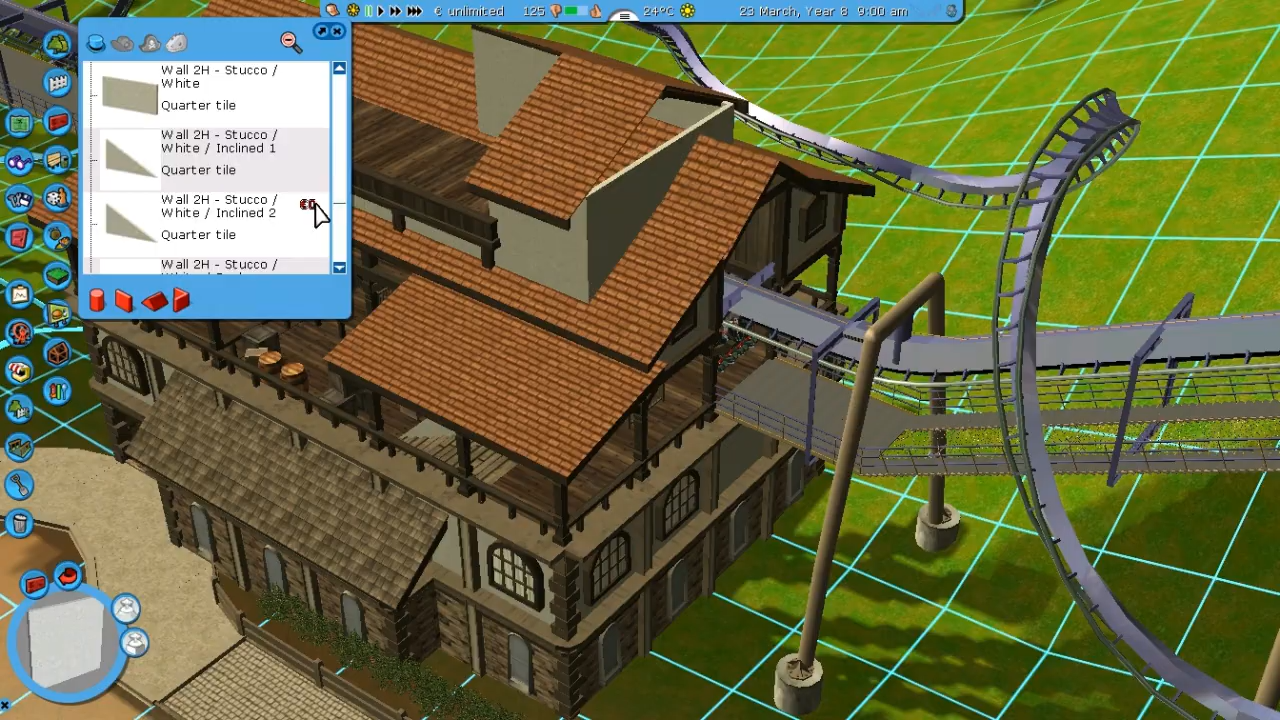 € unlimited 125 24°C 23 March, Year 8 9:00 am
Wall 2H - Stucco /
White
Quarter tile
Wall 2H - Stucco /
White / Inclined 1
Quarter tile
Wall 2H - Stucco /
White / Inclined 2
Quarter tile
Wall 2H - Stucco /